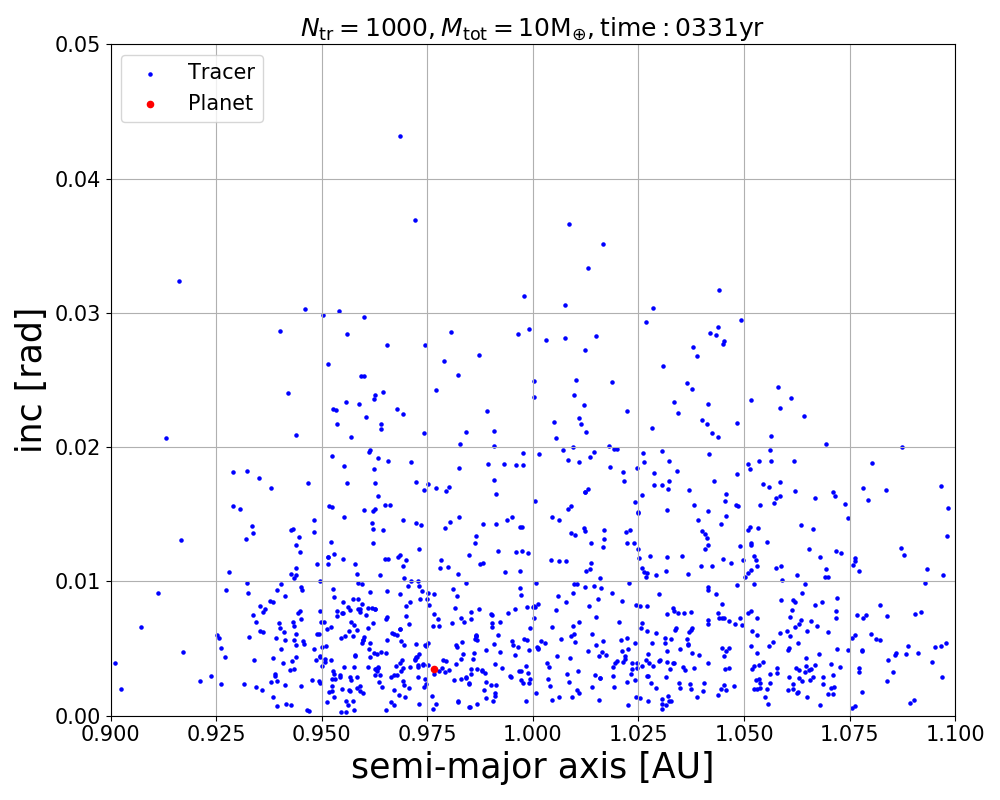 N_tr = 1000, M_tot = 10M_⊕, time : 0331yr
0.05
Tracer
Planet
0.04
0.03
0.02
0.01
0.00
inc [rad]
0.900 0.925 0.950 0.975 1.000 1.025 1.050 1.075 1.100
semi-major axis [AU]